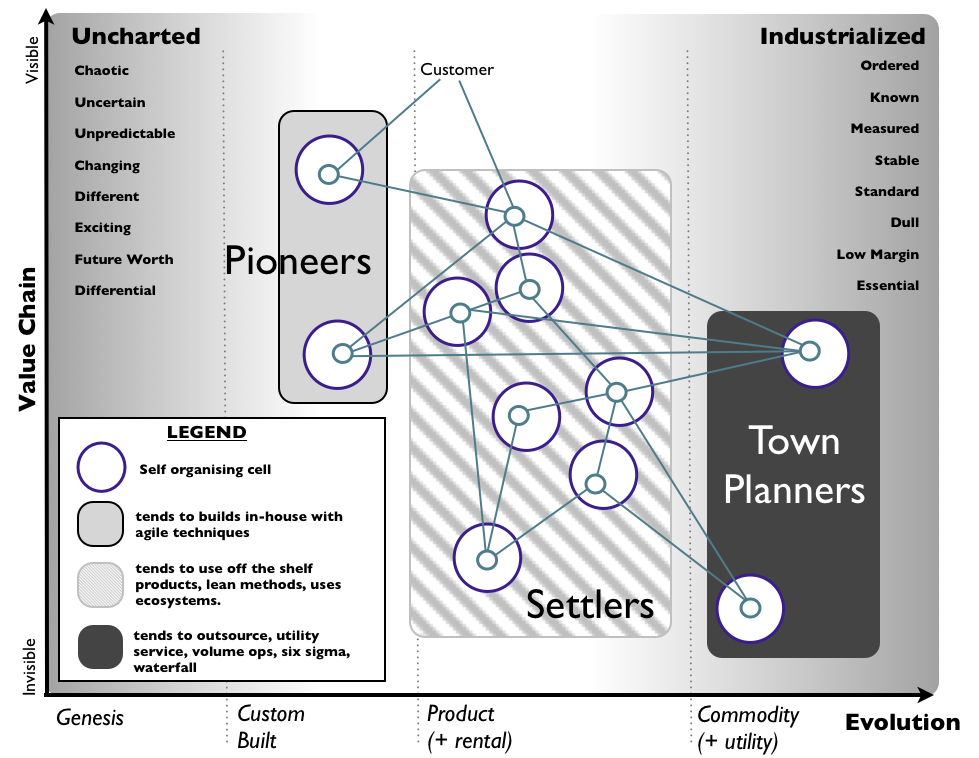 Uncharted
Industrialized
Visible
Chaotic
Uncertain
Unpredictable
Changing
Different
Exciting
Future Worth
Differential
Customer
Ordered
Known
Measured
Stable
Standard
Dull
Low Margin
Essential
Pioneers
Value Chain
Town
Planners
Settlers
LEGEND
Self organising cell
tends to builds in-house with
agile techniques
tends to use off the shelf
products, lean methods, uses
ecosystems.
tends to outsource, utility
service, volume ops, six sigma,
waterfall
Invisible
Genesis
Custom
Built
Product
(+ rental)
Commodity
(+ utility)
Evolution